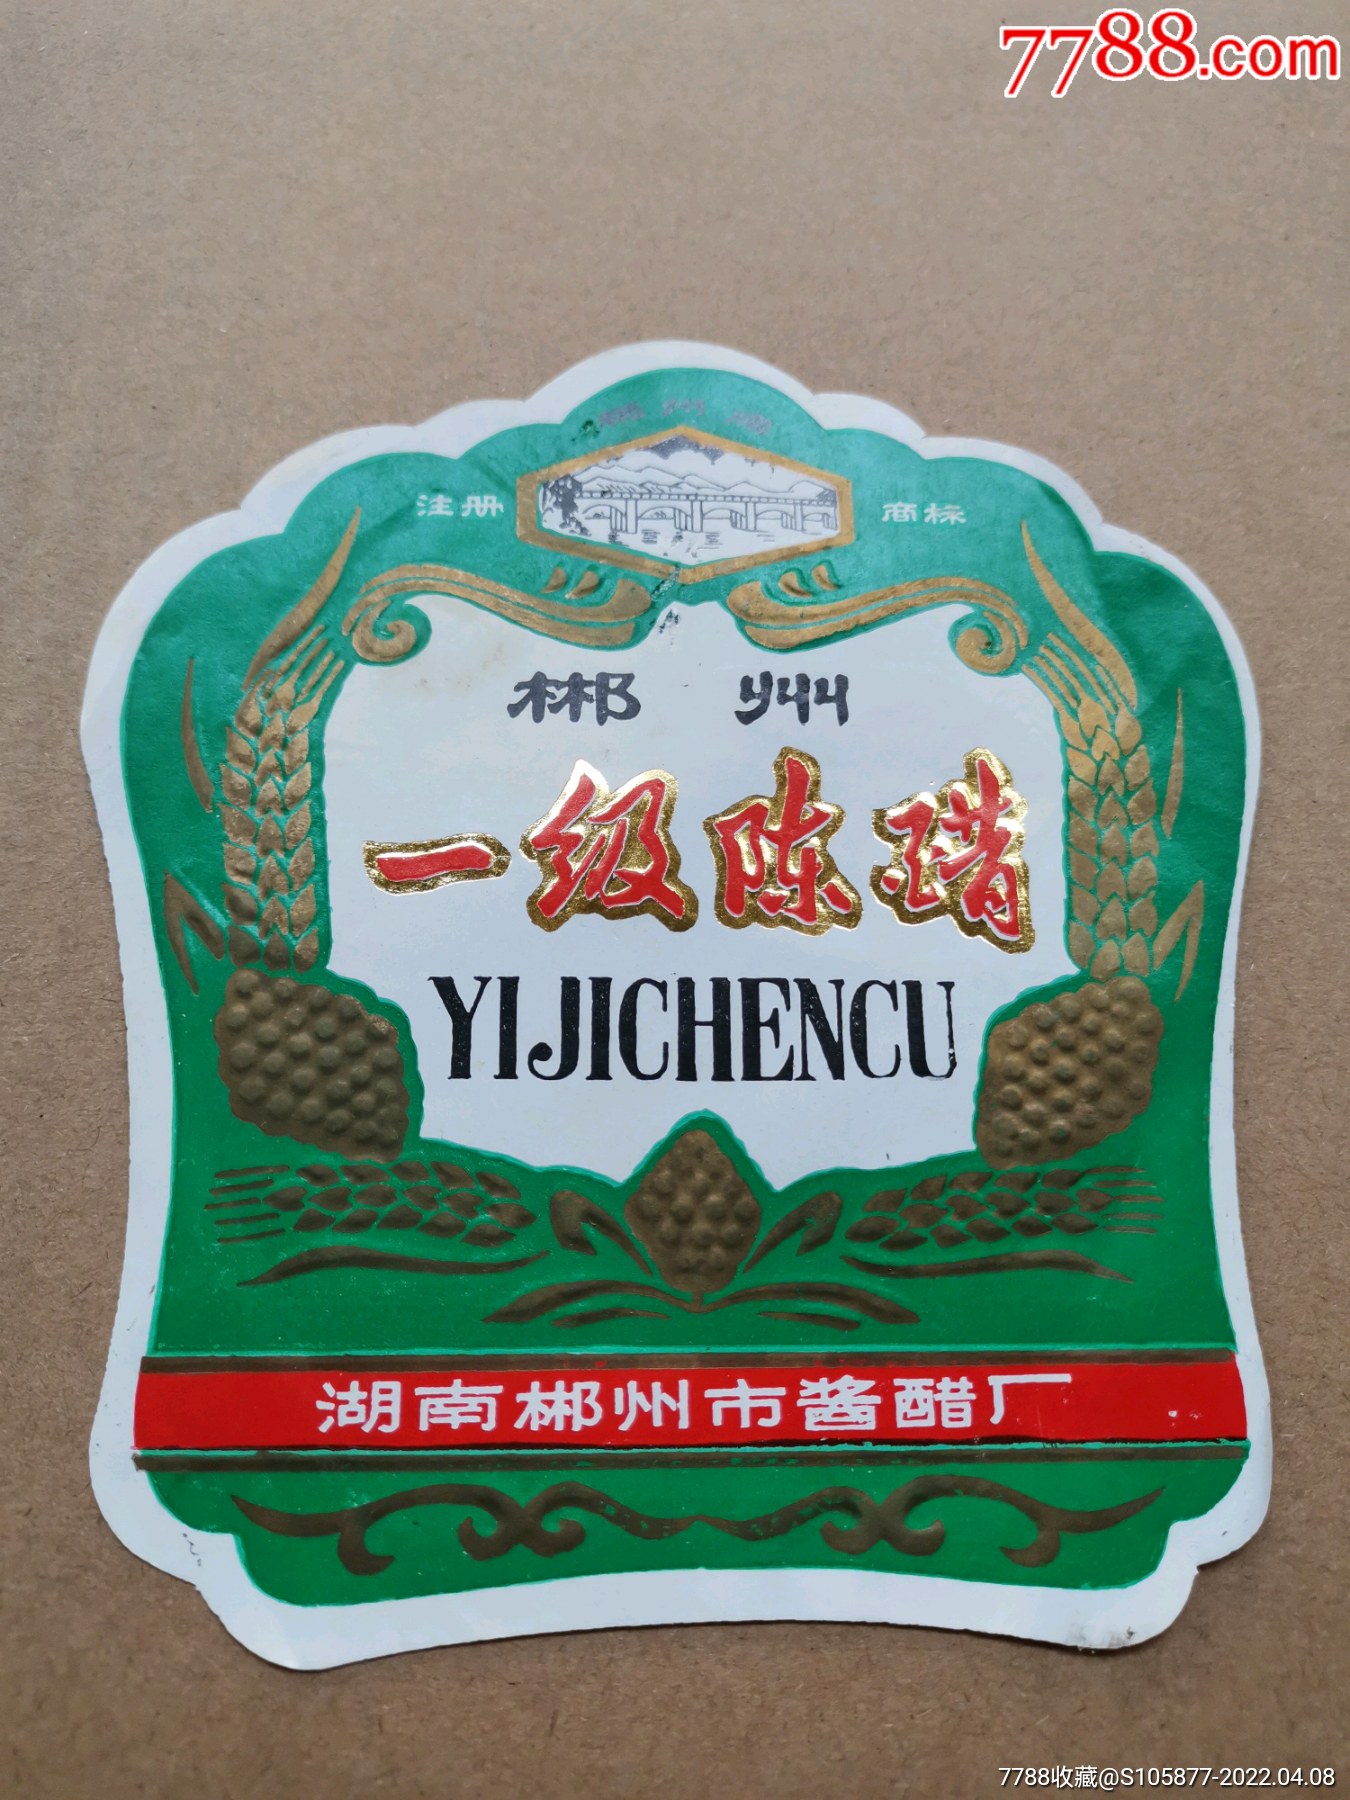 7788.com
注册 商标
郴 州
一级陈醋
YIJICHENCU
湖南郴州市酱醋厂
7788收藏@S105877-2022.04.08